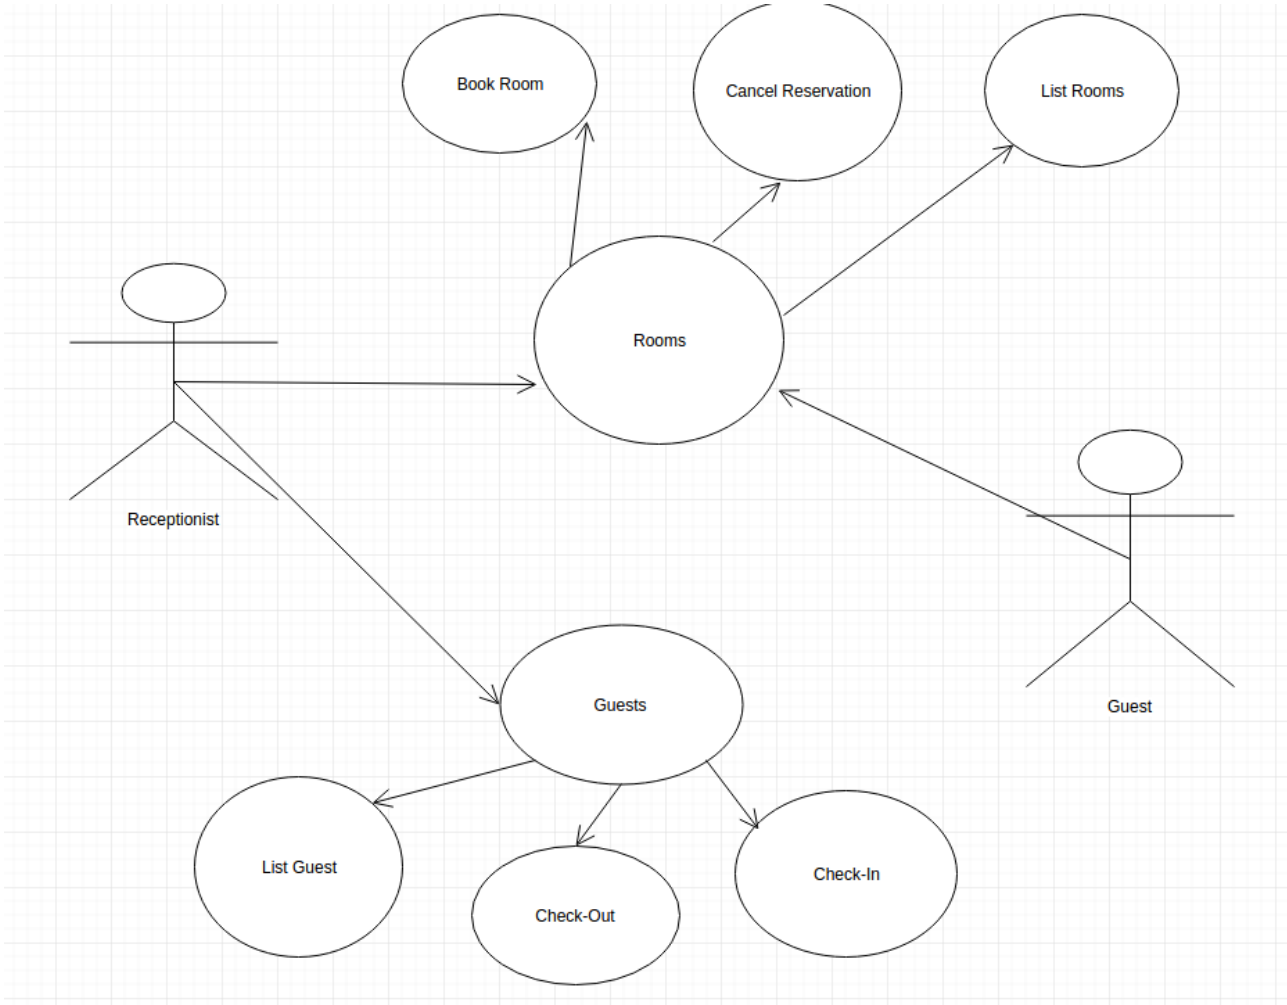 Book Room
Cancel Reservation
List Rooms
Rooms
Receptionist
Guests
Guest
List Guest
Check-Out
Check-In